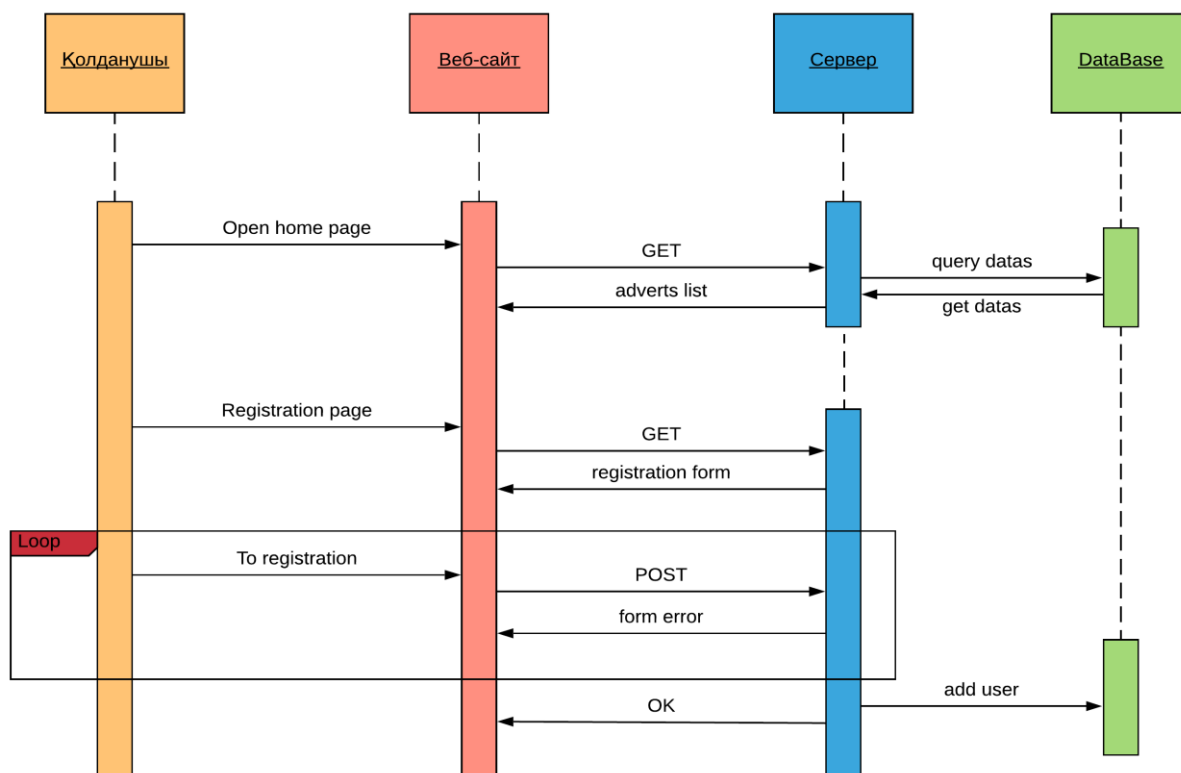 Қолданушы
Веб-сайт
Сервер
DataBase
Open home page
GET
query datas
adverts list
get datas
Registration page
GET
registration form
Loop
To registration
POST
form error
add user
OK